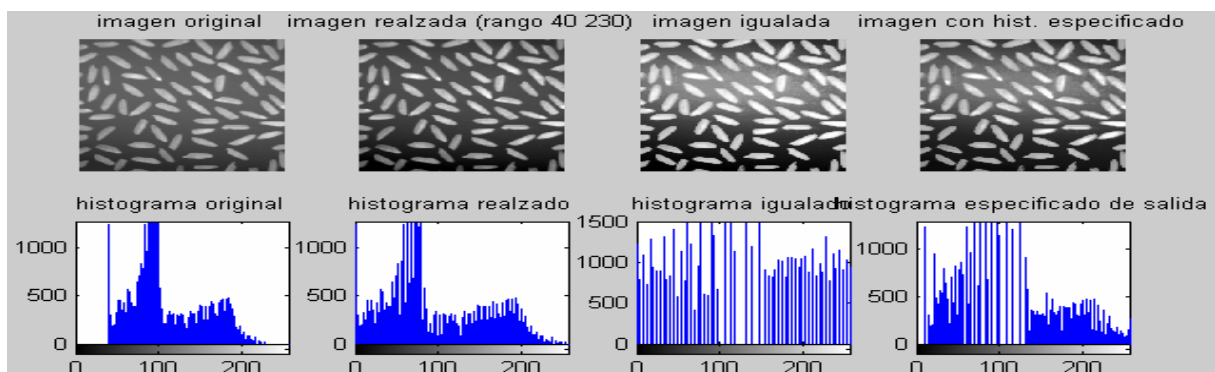 imagen original
imagen realzada (rango 40 230)
imagen igualada
imagen con hist. especificado
histograma original
histograma realzado
histograma igualado
histograma especificado de salida
1000
500
0
0 100 200
1000
500
0
0 100 200
1500
1000
500
0
0 100 200
1000
500
0
0 100 200